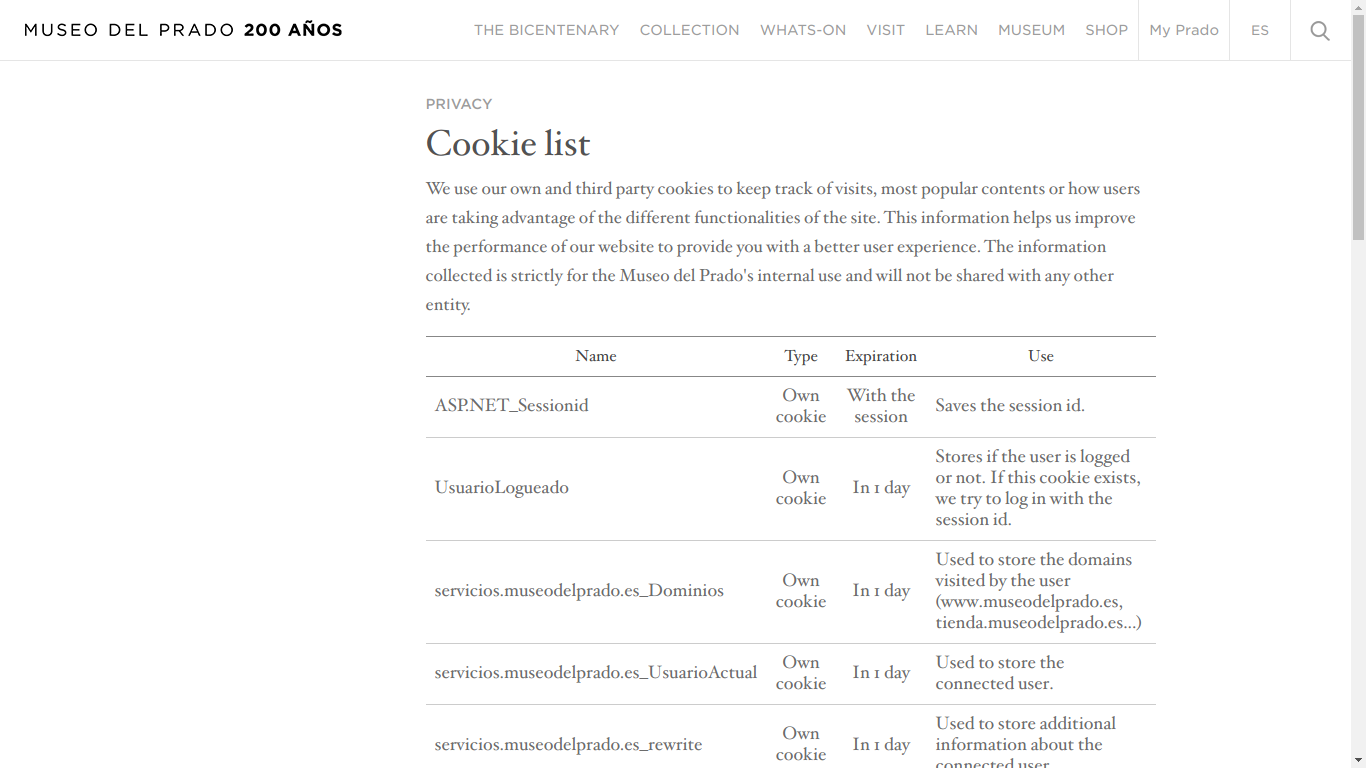 MUSEO DEL PRADO 200 AÑOS
THE BICENTENARY COLLECTION WHATS-ON VISIT LEARN MUSEUM SHOP My Prado ES
PRIVACY
Cookie list
We use our own and third party cookies to keep track of visits, most popular contents or how users
are taking advantage of the different functionalities of the site. This information helps us improve
the performance of our website to provide you with a better user experience. The information
collected is strictly for the Museo del Prado's internal use and will not be shared with any other
entity.
Name Type Expiration Use
ASP.NET_Sessionid
Own
cookie
With the
session
Saves the session id.
UsuarioLogueado
Own
cookie
In 1 day
Stores if the user is logged
or not. If this cookie exists,
we try to log in with the
session id.
servicios.museodelprado.es_Dominios
Own
cookie
In 1 day
Used to store the domains
visited by the user
(www.museodelprado.es,
tienda.museodelprado.es...)
servicios.museodelprado.es_UsuarioActual
Own
cookie
In 1 day
Used to store the
connected user.
servicios.museodelprado.es_rewrite
Own
cookie
In 1 day
Used to store additional
information about the
connected user